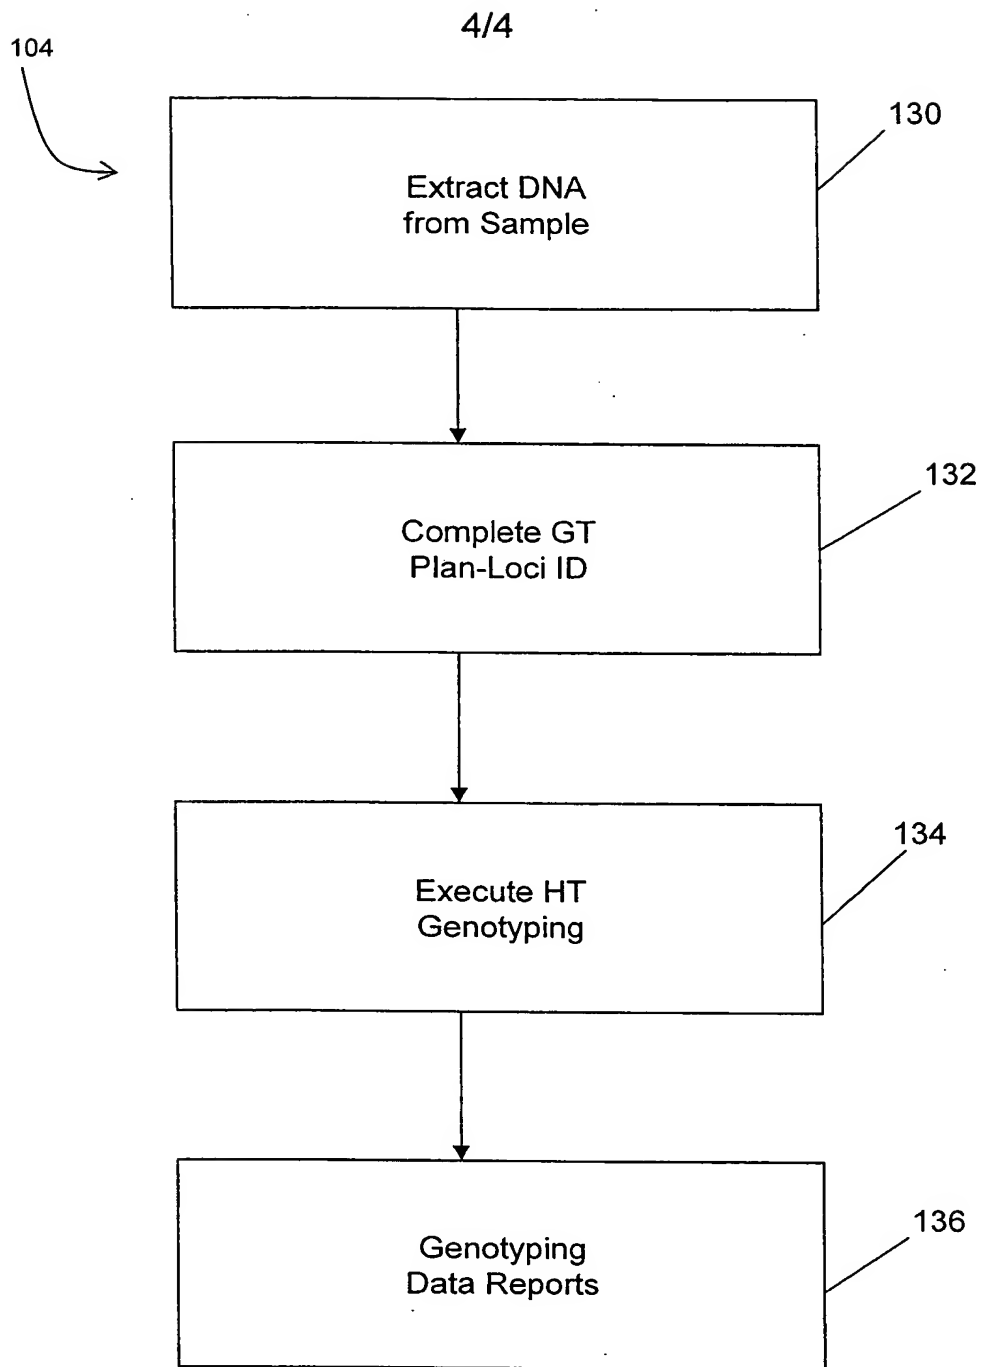 4/4
104
130
Extract DNA
from Sample
132
Complete GT
Plan-Loci ID
134
Execute HT
Genotyping
136
Genotyping
Data Reports